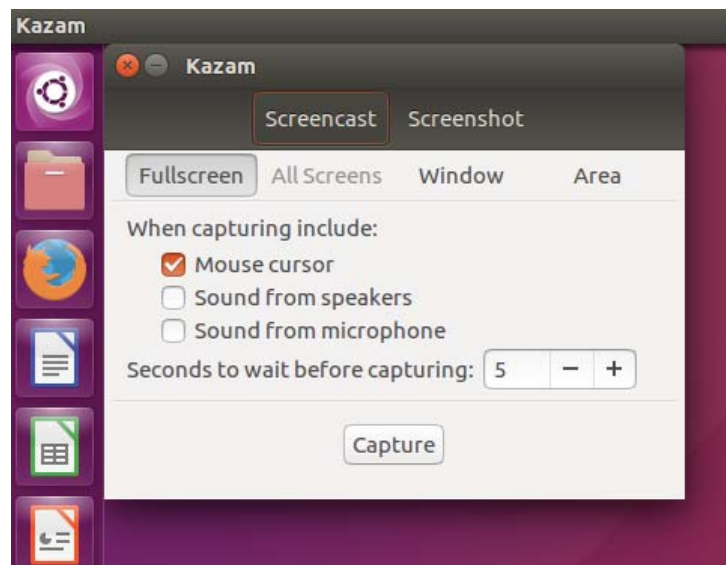 Kazam
Kazam
Screencast Screenshot
Fullscreen All Screens Window Area
When capturing include:
Mouse cursor
Sound from speakers
Sound from microphone
Seconds to wait before capturing: 5 − +
Capture